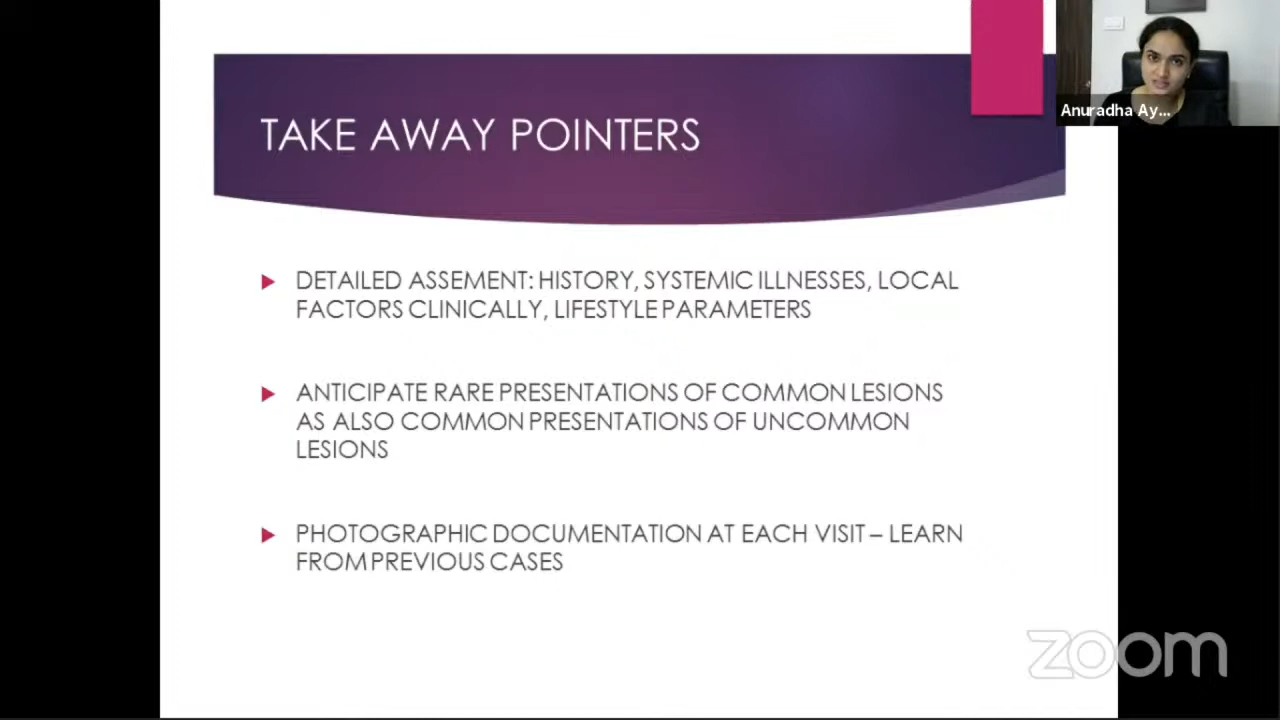 TAKE AWAY POINTERS
Anuradha Ay...
DETAILED ASSEMENT: HISTORY, SYSTEMIC ILLNESSES, LOCAL
FACTORS CLINICALLY, LIFESTYLE PARAMETERS
ANTICIPATE RARE PRESENTATIONS OF COMMON LESIONS
AS ALSO COMMON PRESENTATIONS OF UNCOMMON
LESIONS
PHOTOGRAPHIC DOCUMENTATION AT EACH VISIT – LEARN
FROM PREVIOUS CASES
zoom